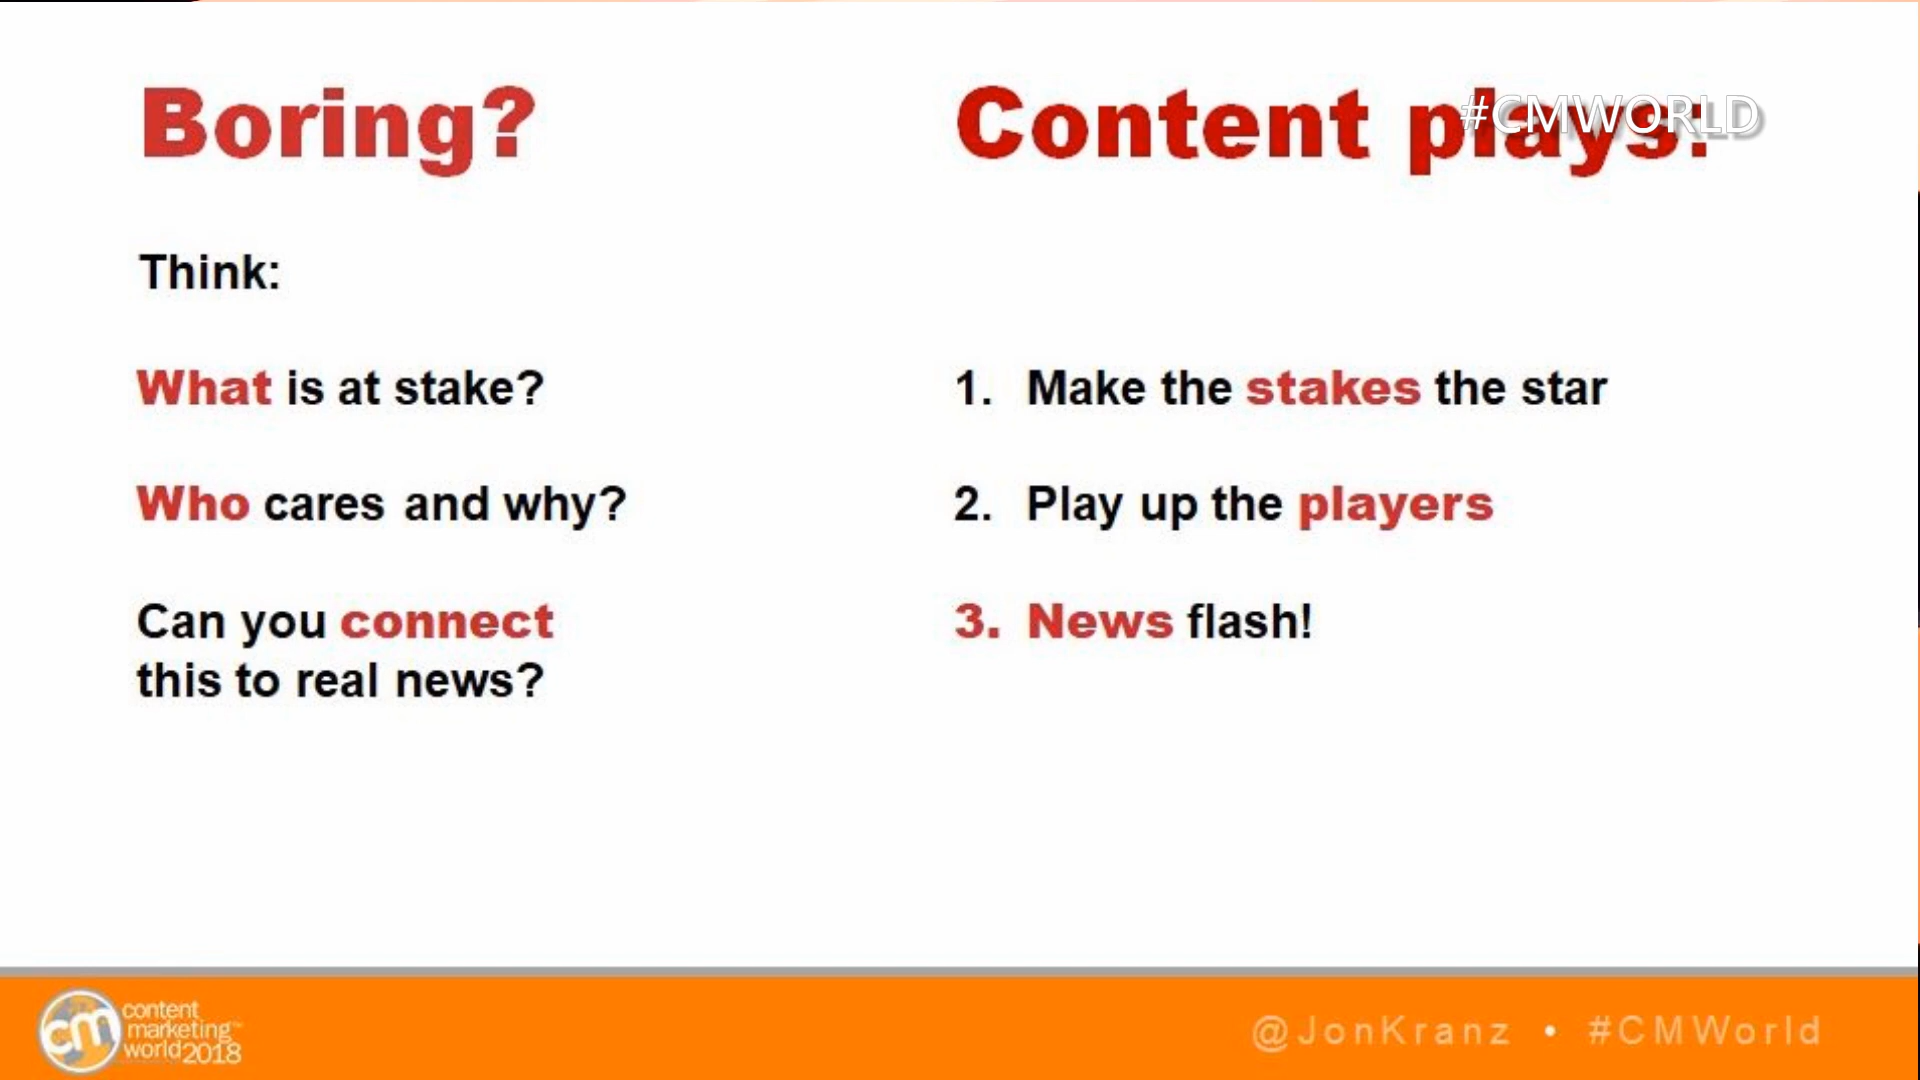 Boring?
Think:
What is at stake?
Who cares and why?
Can you connect
this to real news?
Content plays:
#CMWORLD
1. Make the stakes the star
2. Play up the players
3. News flash!
cm content
marketing™
world2018
@JonKranz • #CMWorld